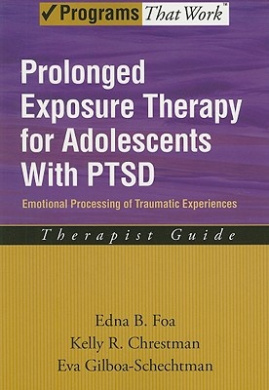 ✓Programs That Work™
Prolonged
Exposure Therapy
for Adolescents
With PTSD
Emotional Processing of Traumatic Experiences
Therapist Guide
Edna B. Foa
Kelly R. Chrestman
Eva Gilboa-Schechtman